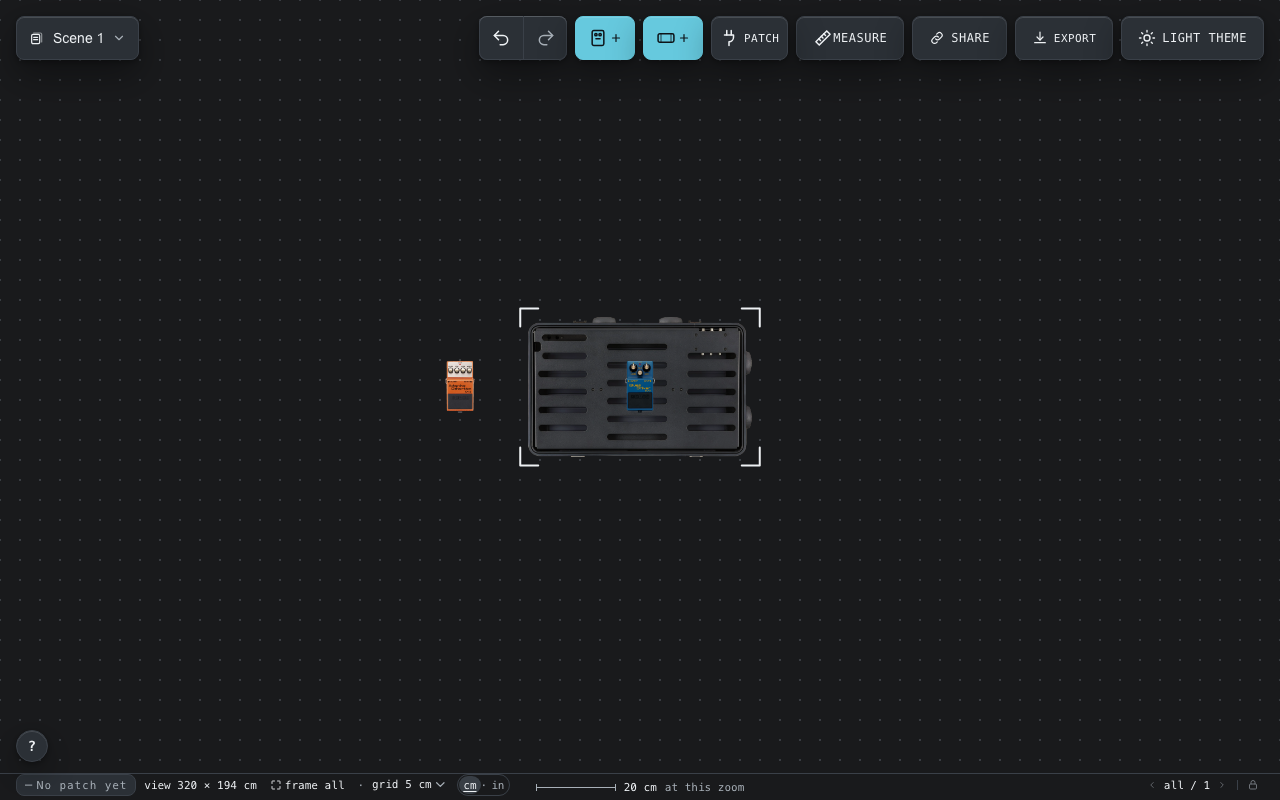 Scene 1
+
+
PATCH
MEASURE
SHARE
EXPORT
LIGHT THEME
?
— No patch yet
view 320 × 194 cm
frame all
· grid 5 cm
cm · in
20 cm at this zoom
all / 1